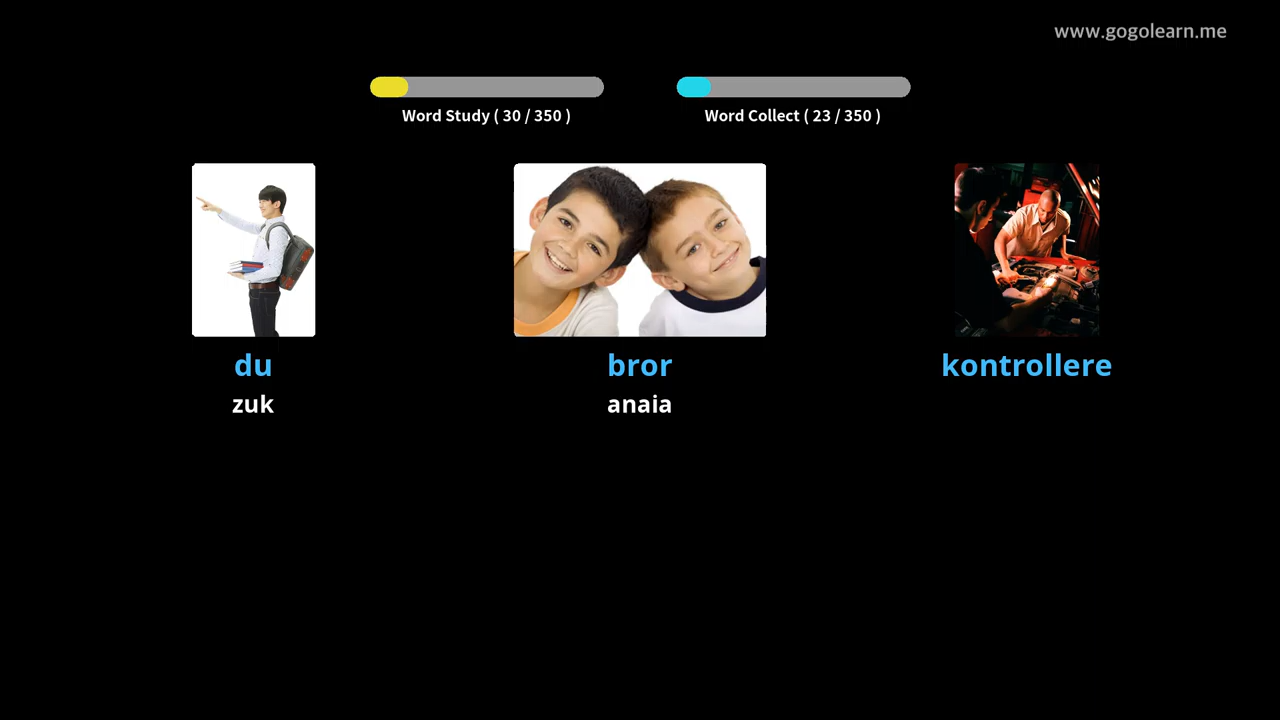 www.gogolearn.me
Word Study ( 30 / 350 )
Word Collect ( 23 / 350 )
du
bror
kontrollere
zuk
anaia